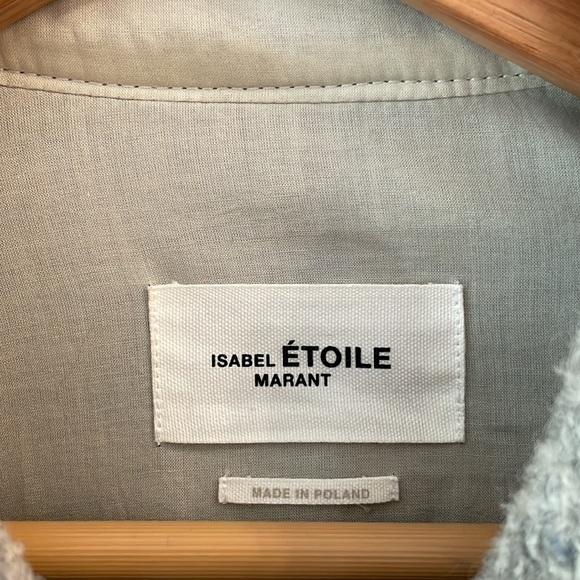 ISABEL ÉTOILE
MARANT
MADE IN POLAND